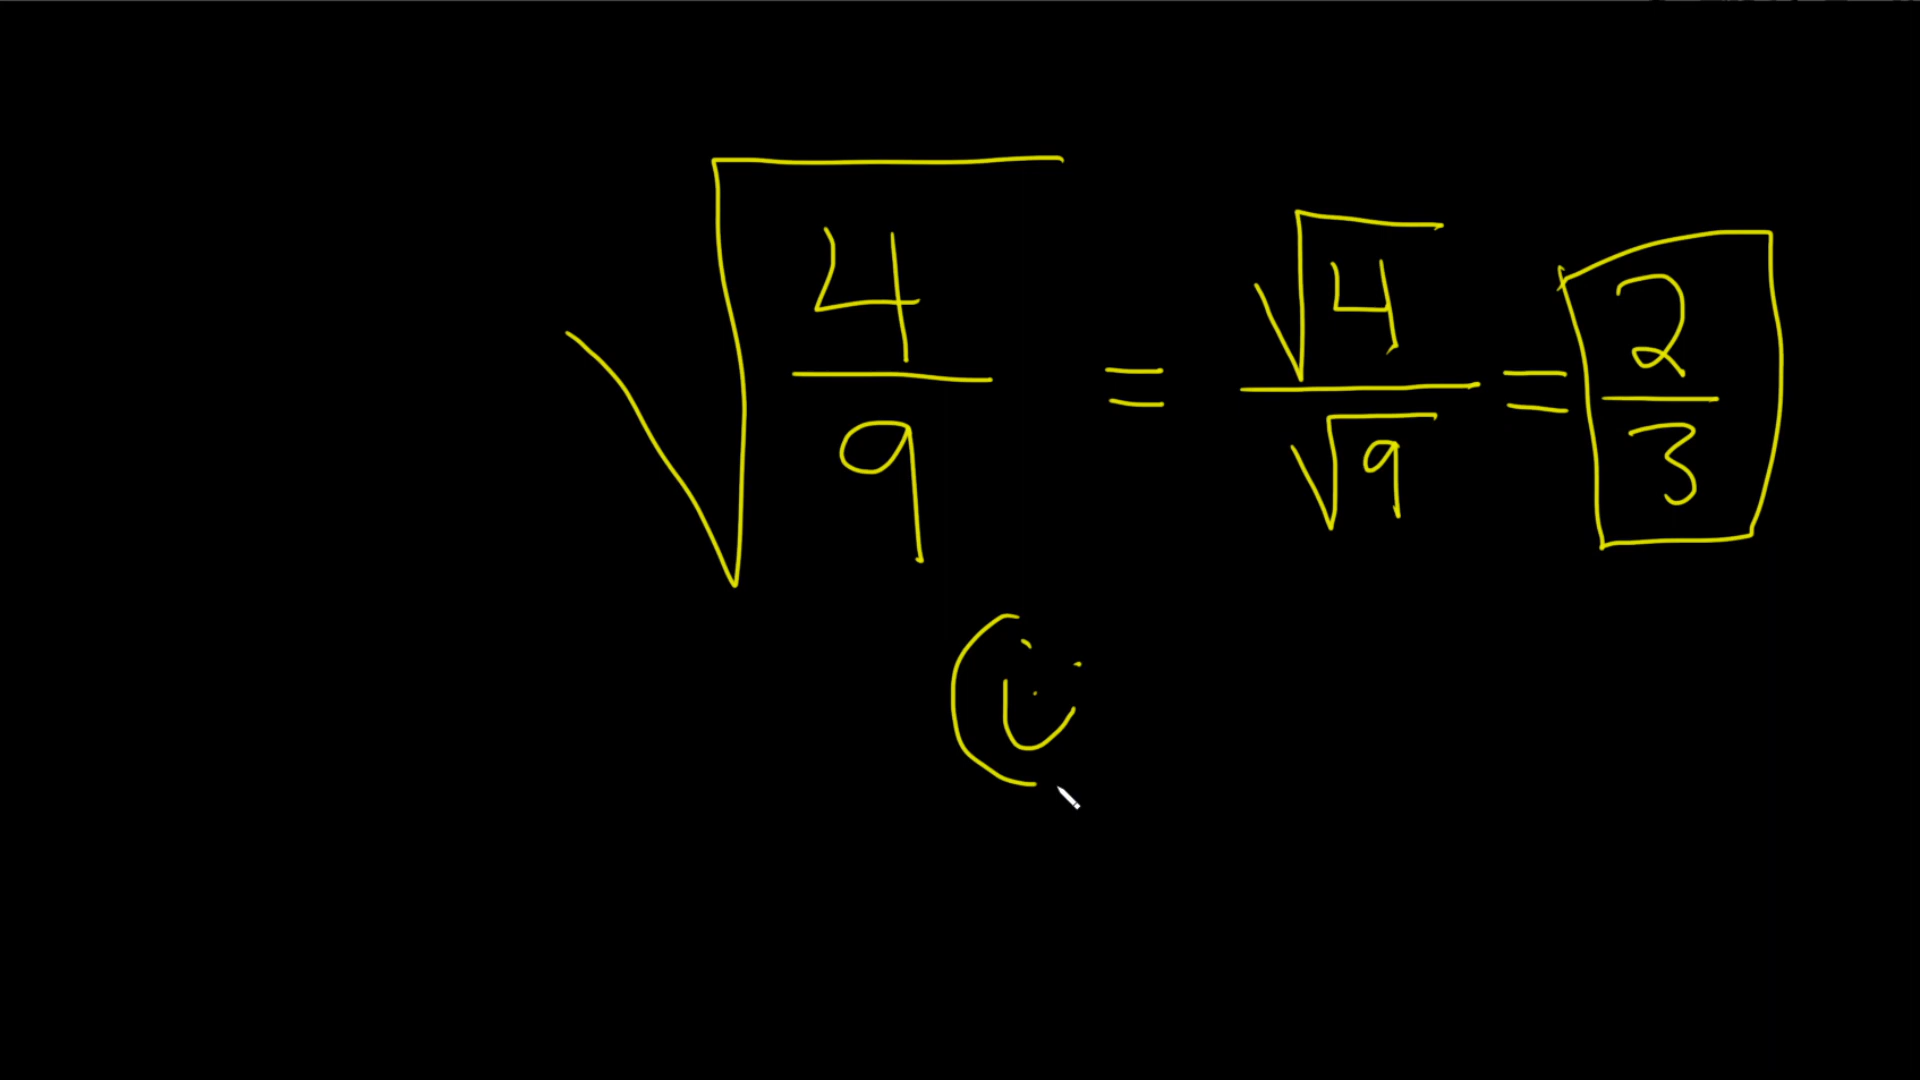 √(4/9) = √4/√9 = 2/3